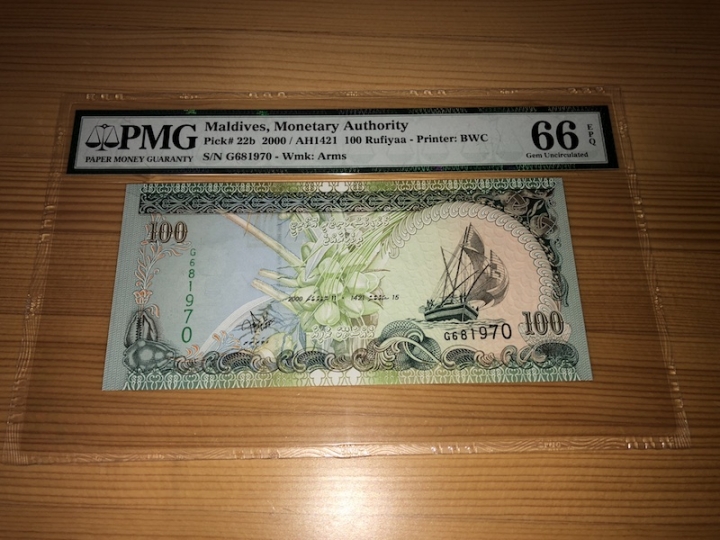 PMG
PAPER MONEY GUARANTY
Maldives, Monetary Authority
Pick# 22b 2000 / AH1421 100 Rufiyaa - Printer: BWC
S/N G681970 - Wmk: Arms
66 EPQ
Gem Uncirculated
100
G681970
G681970
100